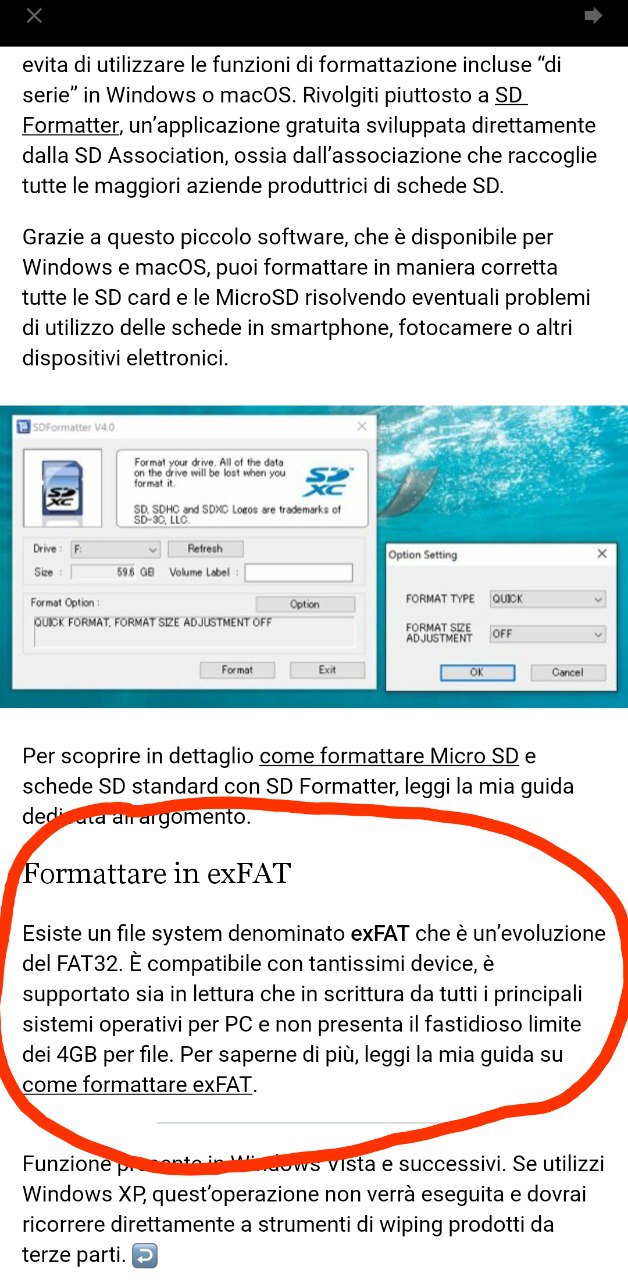 evita di utilizzare le funzioni di formattazione incluse “di
serie” in Windows o macOS. Rivolgiti piuttosto a SD
Formatter, un’applicazione gratuita sviluppata direttamente
dalla SD Association, ossia dall’associazione che raccoglie
tutte le maggiori aziende produttrici di schede SD.
Grazie a questo piccolo software, che è disponibile per
Windows e macOS, puoi formattare in maniera corretta
tutte le SD card e le MicroSD risolvendo eventuali problemi
di utilizzo delle schede in smartphone, fotocamere o altri
dispositivi elettronici.
SDFormatter V4.0
Format your drive. All of the data
on the drive will be lost when you
format it.
SD, SDHC and SDXC Logos are trademarks of
SD-3C, LLC.
SD XC
SD XC™
Drive : F:
Refresh
Size : 59.6 GB Volume Label :
Format Option :
Option
QUICK FORMAT, FORMAT SIZE ADJUSTMENT OFF
Format Exit
Option Setting
FORMAT TYPE QUICK
FORMAT SIZE
ADJUSTMENT OFF
OK Cancel
Per scoprire in dettaglio come formattare Micro SD e
schede SD standard con SD Formatter, leggi la mia guida
dedicata all’argomento.
Formattare in exFAT
Esiste un file system denominato exFAT che è un’evoluzione
del FAT32. È compatibile con tantissimi device, è
supportato sia in lettura che in scrittura da tutti i principali
sistemi operativi per PC e non presenta il fastidioso limite
dei 4GB per file. Per saperne di più, leggi la mia guida su
come formattare exFAT.
Funzione presente in Windows Vista e successivi. Se utilizzi
Windows XP, quest’operazione non verrà eseguita e dovrai
ricorrere direttamente a strumenti di wiping prodotti da
terze parti.